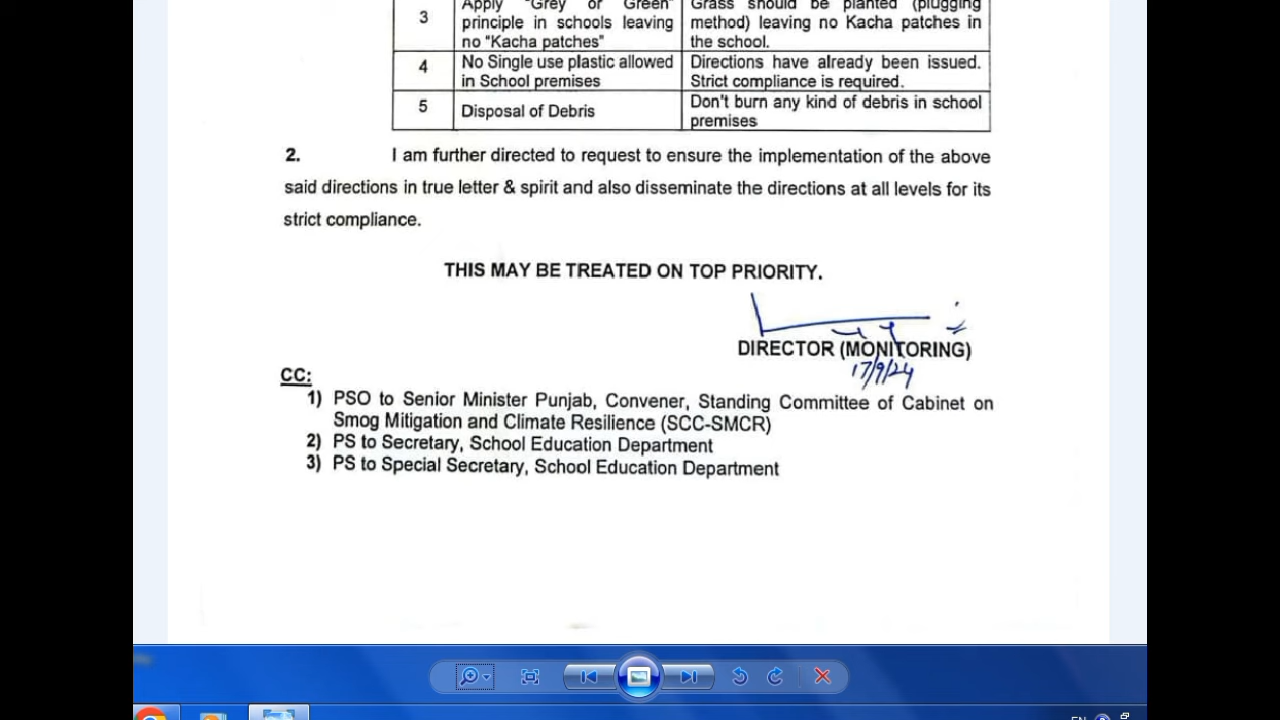 3
Apply "Grey or Green" principle in schools leaving no "Kacha patches"
Grass should be planted (plugging method) leaving no Kacha patches in the school.
4
No Single use plastic allowed in School premises
Directions have already been issued. Strict compliance is required.
5
Disposal of Debris
Don't burn any kind of debris in school premises
2. I am further directed to request to ensure the implementation of the above
said directions in true letter & spirit and also disseminate the directions at all levels for its
strict compliance.
THIS MAY BE TREATED ON TOP PRIORITY.
DIRECTOR (MONITORING)
17/9/24
CC:
1) PSO to Senior Minister Punjab, Convener, Standing Committee of Cabinet on
Smog Mitigation and Climate Resilience (SCC-SMCR)
2) PS to Secretary, School Education Department
3) PS to Special Secretary, School Education Department
EN